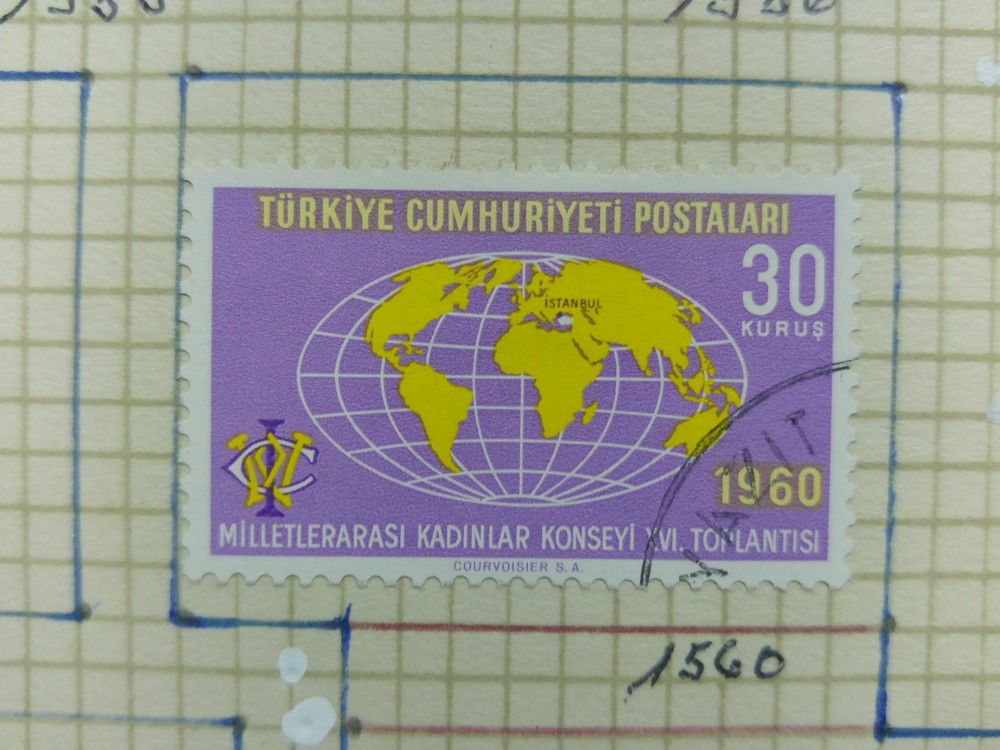 TÜRKİYE CUMHURİYETİ POSTALARI
30
KURUŞ
İSTANBUL
1960
MİLLETLERARASI KADINLAR KONSEYİ XVI. TOPLANTISI
COURVOISIER S. A.
1560